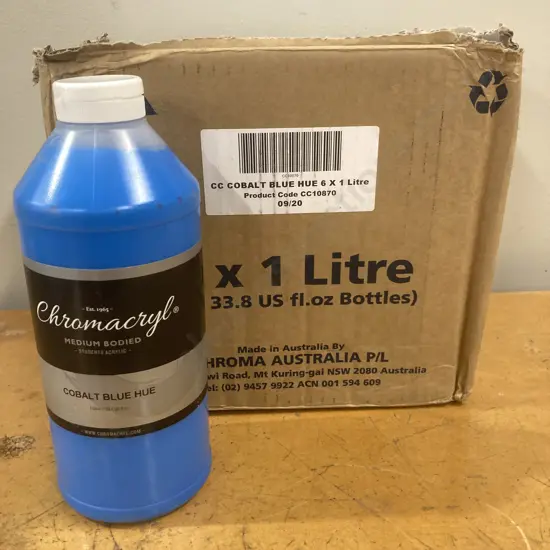 - Est. 1965 -
Chromacryl®
MEDIUM BODIED
COBALT BLUE HUE
CC COBALT BLUE HUE 6 X 1 Litre
Product Code CC10870
09/20
x 1 Litre
33.8 US fl.oz Bottles)
Made in Australia By
HROMA AUSTRALIA P/L
wi Road, Mt Kuring-gai NSW 2080 Australia
el: (02) 9457 9922 ACN 001 594 609